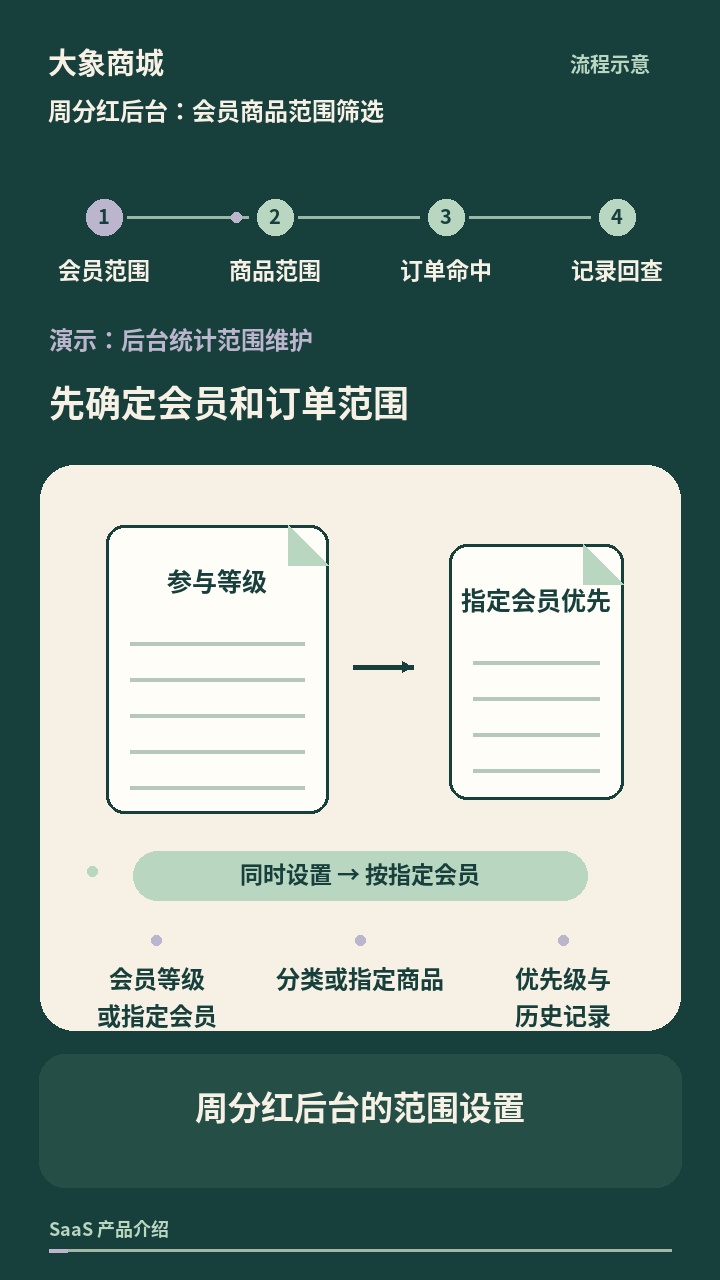 大象商城
流程示意
周分红后台：会员商品范围筛选
1
2
3
4
会员范围
商品范围
订单命中
记录回查
演示：后台统计范围维护
先确定会员和订单范围
参与等级
指定会员优先
同时设置 → 按指定会员
会员等级
或指定会员
分类或指定商品
优先级与
历史记录
周分红后台的范围设置
SaaS 产品介绍